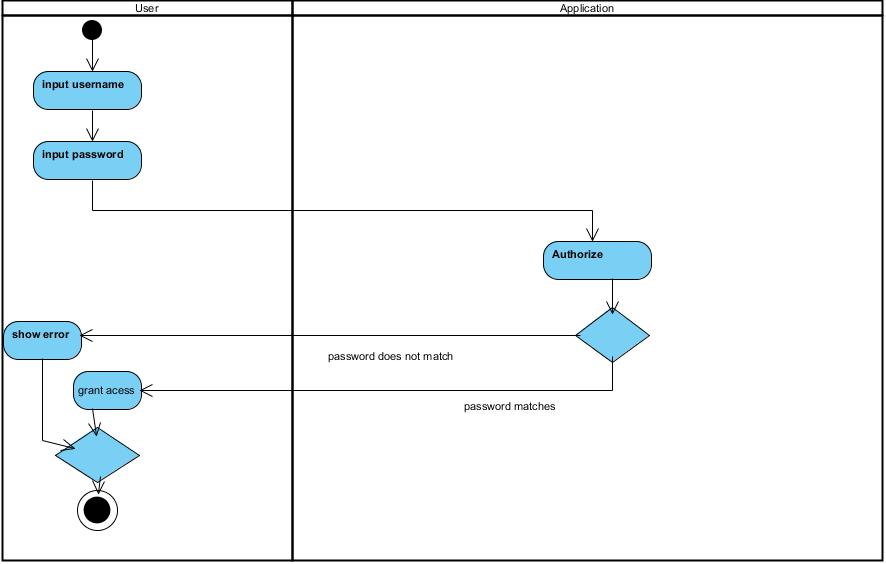 User
Application
input username
input password
Authorize
show error
password does not match
grant acess
password matches